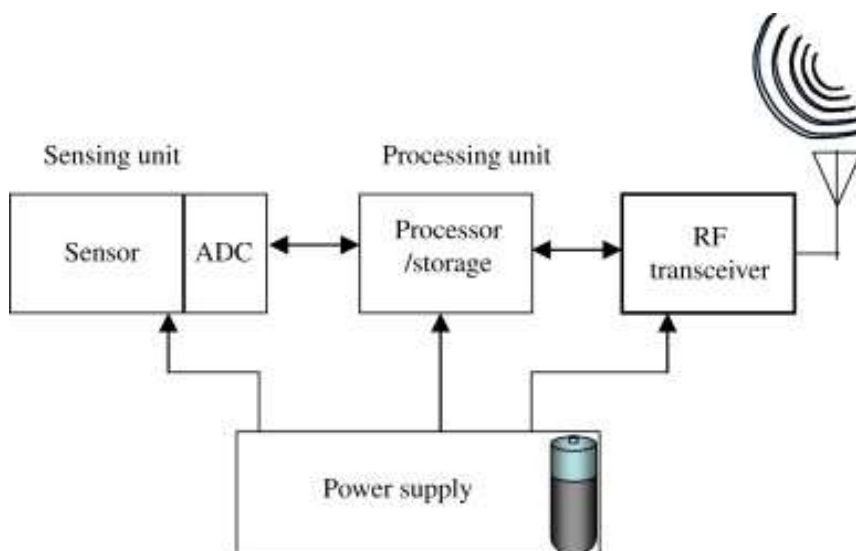 Sensing unit
Processing unit
Sensor
ADC
Processor
/storage
RF
transceiver
Power supply